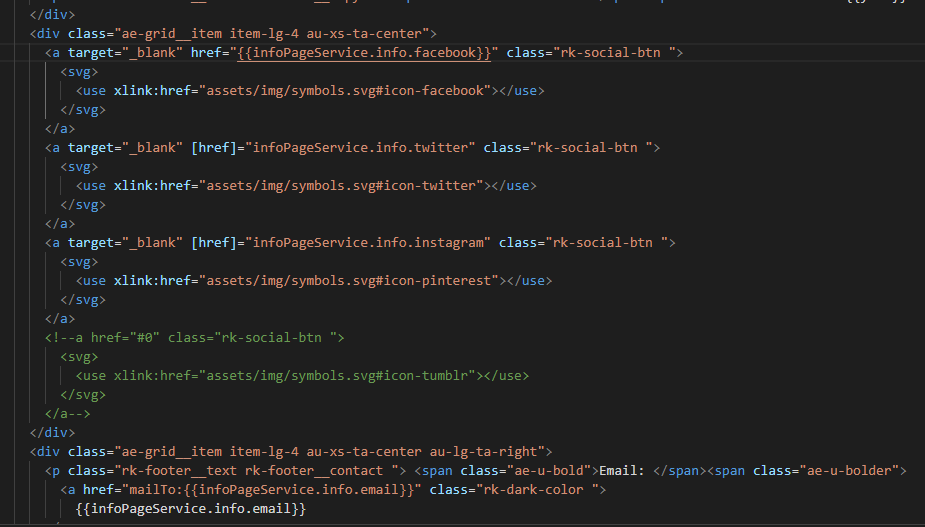 </div>
<div class="ae-grid__item item-lg-4 au-xs-ta-center">
<a target="_blank" href="{{infoPageService.info.facebook}}" class="rk-social-btn ">
<svg>
<use xlink:href="assets/img/symbols.svg#icon-facebook"></use>
</svg>
</a>
<a target="_blank" [href]="infoPageService.info.twitter" class="rk-social-btn ">
<svg>
<use xlink:href="assets/img/symbols.svg#icon-twitter"></use>
</svg>
</a>
<a target="_blank" [href]="infoPageService.info.instagram" class="rk-social-btn ">
<svg>
<use xlink:href="assets/img/symbols.svg#icon-pinterest"></use>
</svg>
</a>
<!--a href="#0" class="rk-social-btn ">
<svg>
<use xlink:href="assets/img/symbols.svg#icon-tumblr"></use>
</svg>
</a-->
</div>
<div class="ae-grid__item item-lg-4 au-xs-ta-center au-lg-ta-right">
<p class="rk-footer__text rk-footer__contact "> <span class="ae-u-bold">Email: </span><span class="ae-u-bolder">
<a href="mailTo:{{infoPageService.info.email}}" class="rk-dark-color ">
{{infoPageService.info.email}}